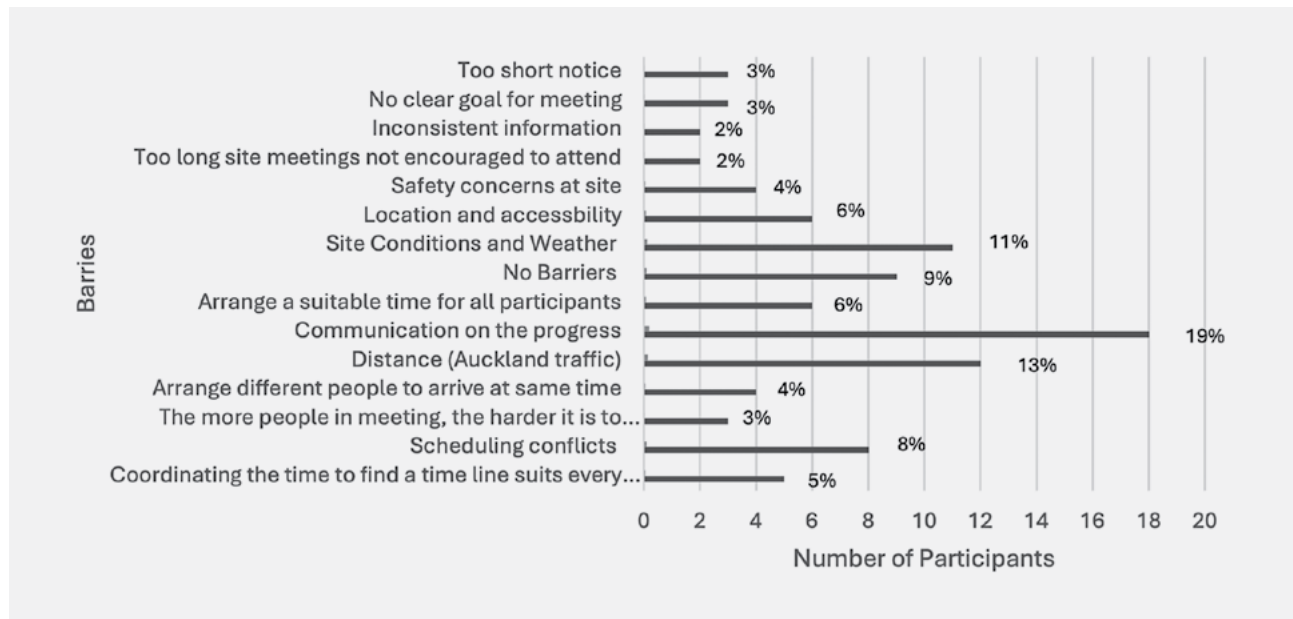 Too short notice 3%
No clear goal for meeting 3%
Inconsistent information 2%
Too long site meetings not encouraged to attend 2%
Safety concerns at site 4%
Location and accessbility 6%
Site Conditions and Weather 11%
No Barriers 9%
Arrange a suitable time for all participants 6%
Communication on the progress 19%
Distance (Auckland traffic) 13%
Arrange different people to arrive at same time 4%
The more people in meeting, the harder it is to... 3%
Scheduling conflicts 8%
Coordinating the time to find a time line suits every... 5%
Barries
0 2 4 6 8 10 12 14 16 18 20
Number of Participants